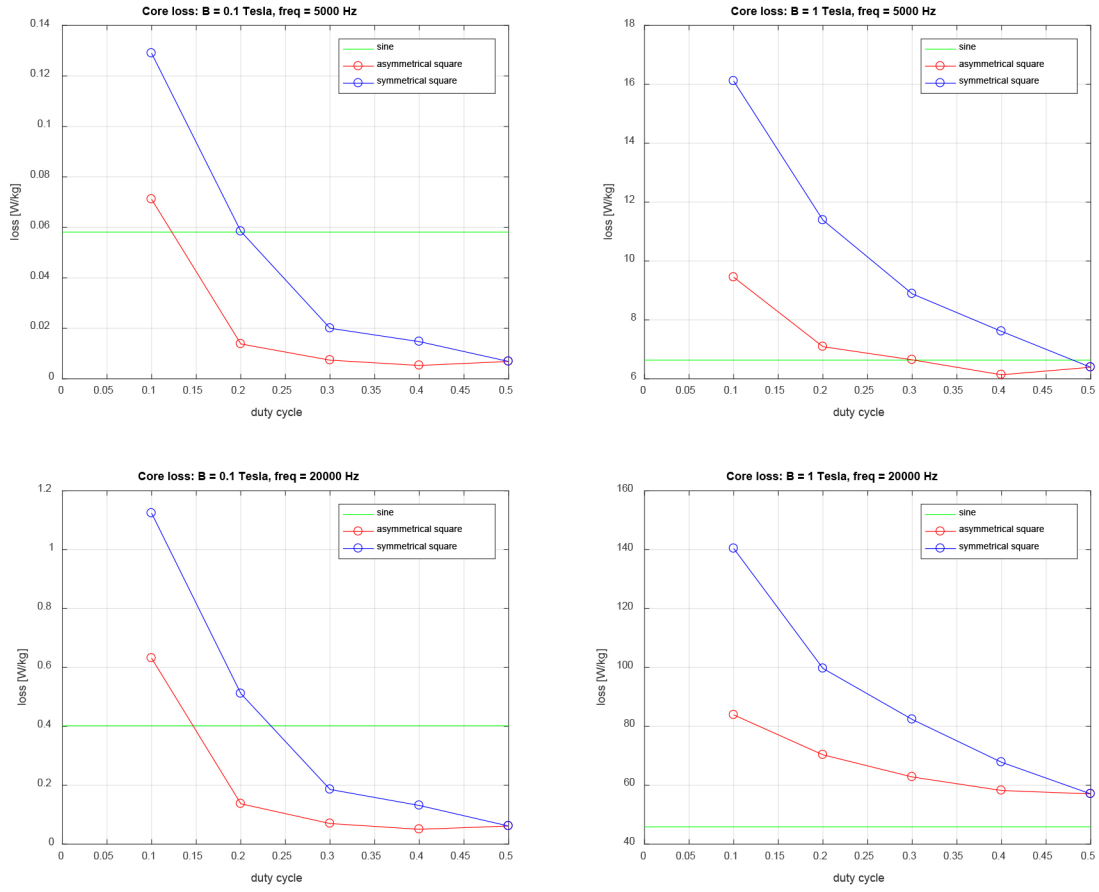 Core loss: B = 0.1 Tesla, freq = 5000 Hz
loss [W/kg]
0.14
0.12
0.1
0.08
0.06
0.04
0.02
0
sine
asymmetrical square
symmetrical square
0 0.05 0.1 0.15 0.2 0.25 0.3 0.35 0.4 0.45 0.5
duty cycle
Core loss: B = 1 Tesla, freq = 5000 Hz
loss [W/kg]
18
16
14
12
10
8
6
sine
asymmetrical square
symmetrical square
0 0.05 0.1 0.15 0.2 0.25 0.3 0.35 0.4 0.45 0.5
duty cycle
Core loss: B = 0.1 Tesla, freq = 20000 Hz
loss [W/kg]
1.2
1
0.8
0.6
0.4
0.2
0
sine
asymmetrical square
symmetrical square
0 0.05 0.1 0.15 0.2 0.25 0.3 0.35 0.4 0.45 0.5
duty cycle
Core loss: B = 1 Tesla, freq = 20000 Hz
loss [W/kg]
160
140
120
100
80
60
40
sine
asymmetrical square
symmetrical square
0 0.05 0.1 0.15 0.2 0.25 0.3 0.35 0.4 0.45 0.5
duty cycle